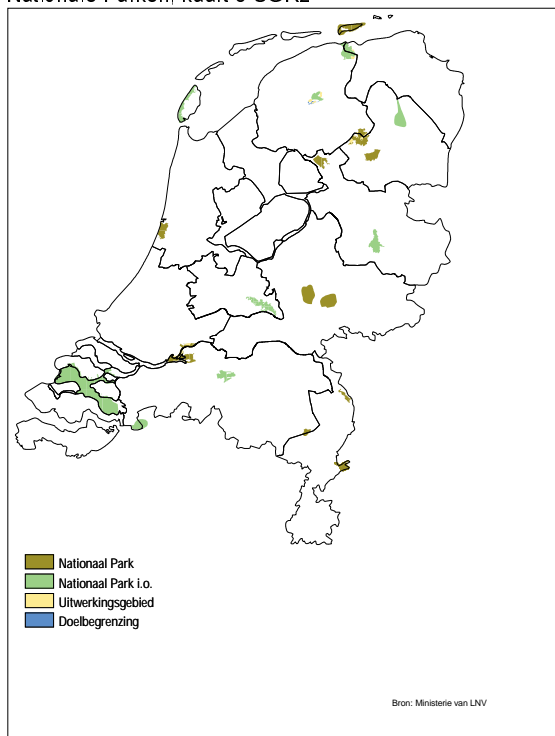 Nationaal Park
Nationaal Park i.o.
Uitwerkingsgebied
Doelbegrenzing
Bron: Ministerie van LNV